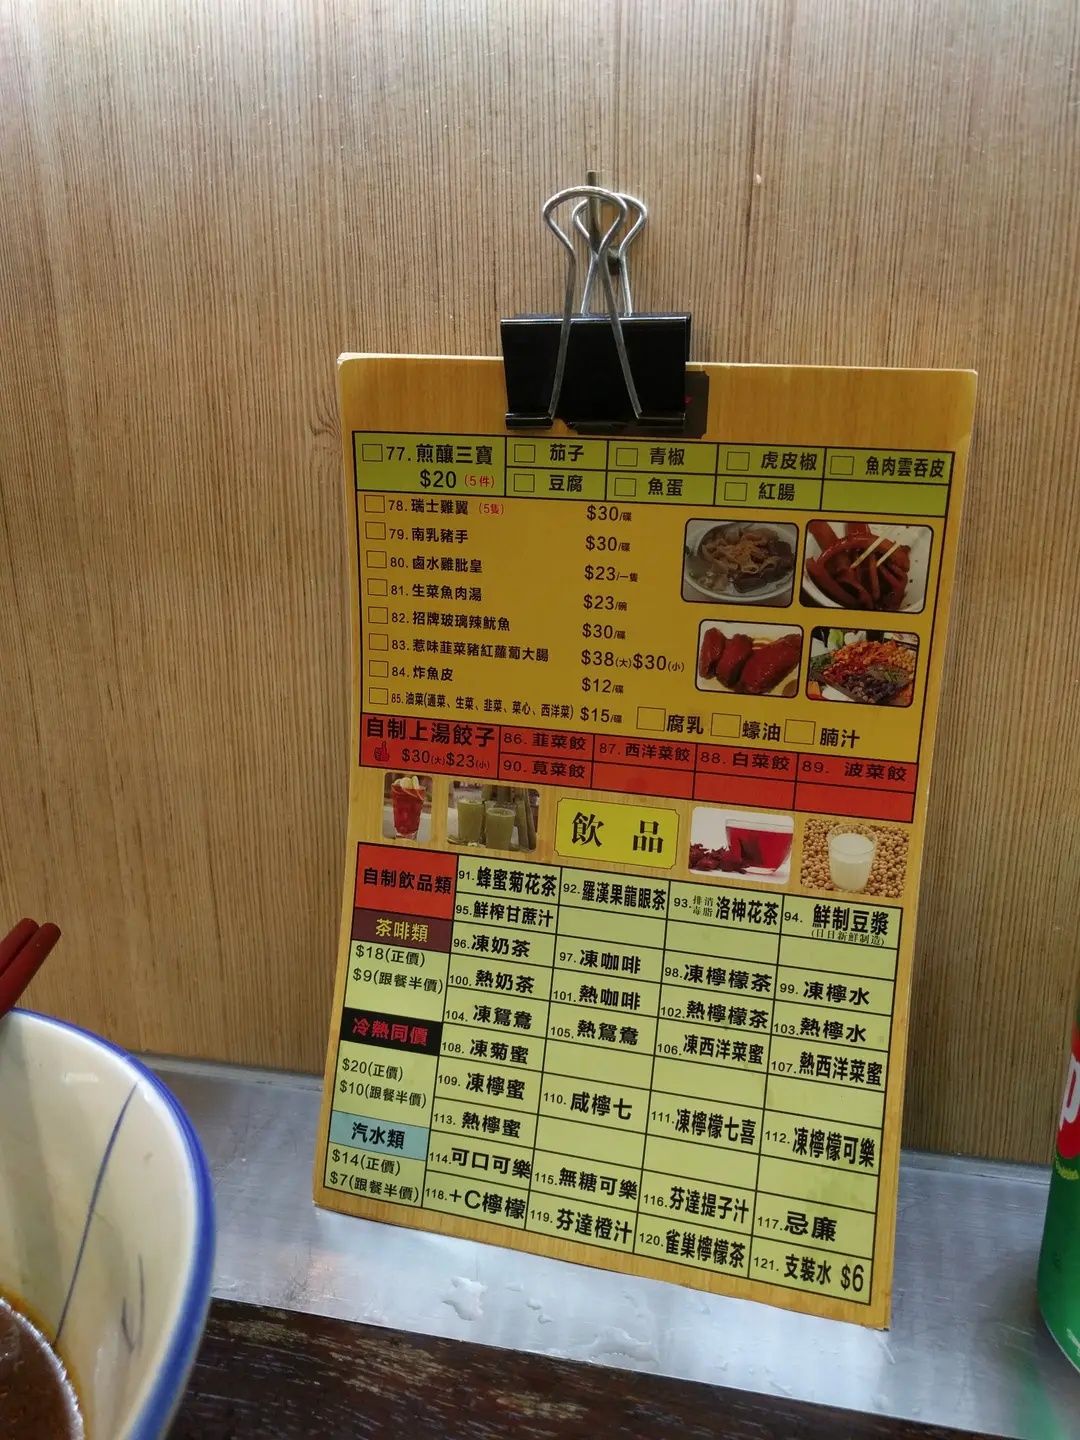 77. 煎釀三寶 茄子 青椒 虎皮椒 魚肉雲吞皮
$20 (5件) 豆腐 魚蛋 紅腸
78. 瑞士雞翼 (5隻) $30/碟
79. 南乳豬手 $30/碟
80. 鹵水雞肶皇 $23/一隻
81. 生菜魚肉湯 $23/碗
82. 招牌玻璃辣魷魚 $30/碟
83. 惹味韮菜豬紅蘿蔔大腸 $38(大)$30(小)
84. 炸魚皮 $12/碟
85. 油菜(通菜、生菜、韭菜、菜心、西洋菜) $15/碟 腐乳 蠔油 腩汁
自制上湯餃子 86. 韮菜餃 87. 西洋菜餃 88. 白菜餃 89. 波菜餃
$30(大)$23(小) 90. 莧菜餃
飲品
自制飲品類 91. 蜂蜜菊花茶 92. 羅漢果龍眼茶 93. 排毒消脂 洛神花茶 94. 鮮制豆漿
(日日新鮮制造)
95. 鮮榨甘蔗汁
茶啡類 96. 凍奶茶 97. 凍咖啡 98. 凍檸檬茶 99. 凍檸水
$18(正價)
$9(跟餐半價) 100. 熱奶茶 101. 熱咖啡 102. 熱檸檬茶 103. 熱檸水
104. 凍鴛鴦 105. 熱鴛鴦 106. 凍西洋菜蜜 107. 熱西洋菜蜜
冷熱同價 108. 凍菊蜜
$20(正價) 109. 凍檸蜜 110. 咸檸七 111. 凍檸檬七喜 112. 凍檸檬可樂
$10(跟餐半價) 113. 熱檸蜜
汽水類 114. 可口可樂 115. 無糖可樂 116. 芬達提子汁 117. 忌廉
$14(正價)
$7(跟餐半價) 118. +C檸檬 119. 芬達橙汁 120. 雀巢檸檬茶 121. 支裝水 $6